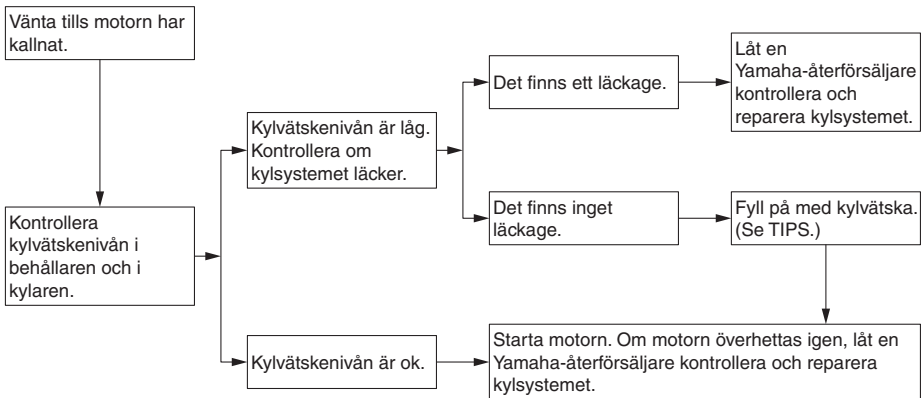 Vänta tills motorn har
kallnat.
Kontrollera
kylvätskenivån i
behållaren och i
kylaren.
Kylvätskenivån är låg.
Kontrollera om
kylsystemet läcker.
Det finns ett läckage.
Låt en
Yamaha-återförsäljare
kontrollera och
reparera kylsystemet.
Det finns inget
läckage.
Fyll på med kylvätska.
(Se TIPS.)
Kylvätskenivån är ok.
Starta motorn. Om motorn överhettas igen, låt en
Yamaha-återförsäljare kontrollera och reparera
kylsystemet.